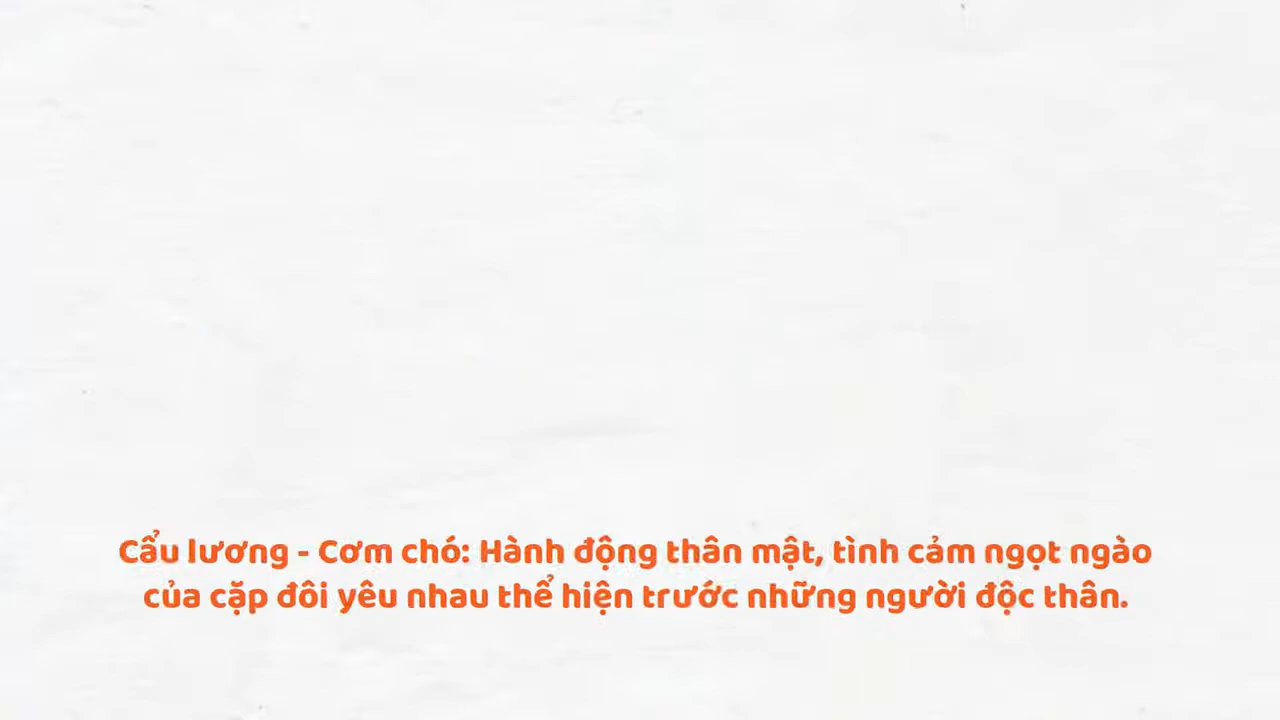 Cẩu lương - Cơm chó: Hành động thân mật, tình cảm ngọt ngào
của cặp đôi yêu nhau thể hiện trước những người độc thân.